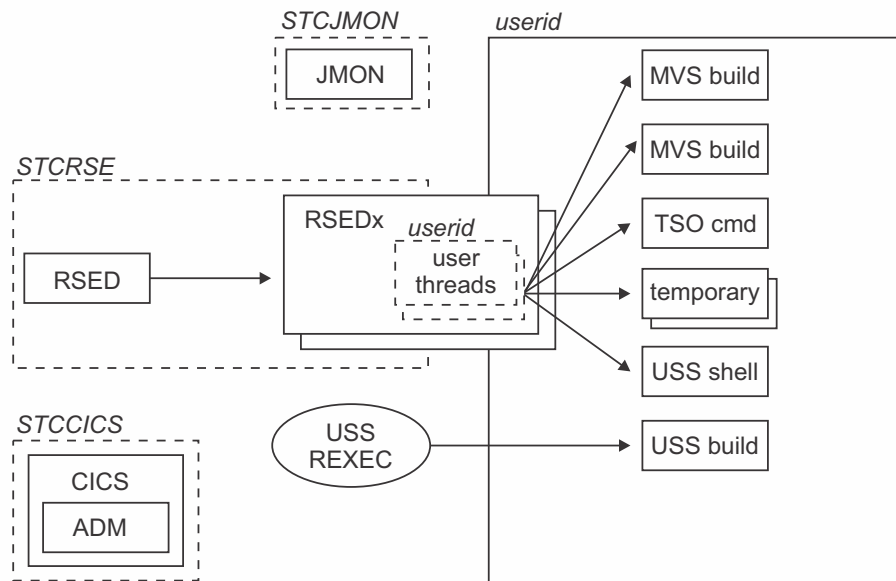 STCJMON
userid
JMON
MVS build
MVS build
STCRSE
RSEDx
userid
user
threads
TSO cmd
RSED
temporary
USS shell
STCCICS
USS
REXEC
USS build
CICS
ADM